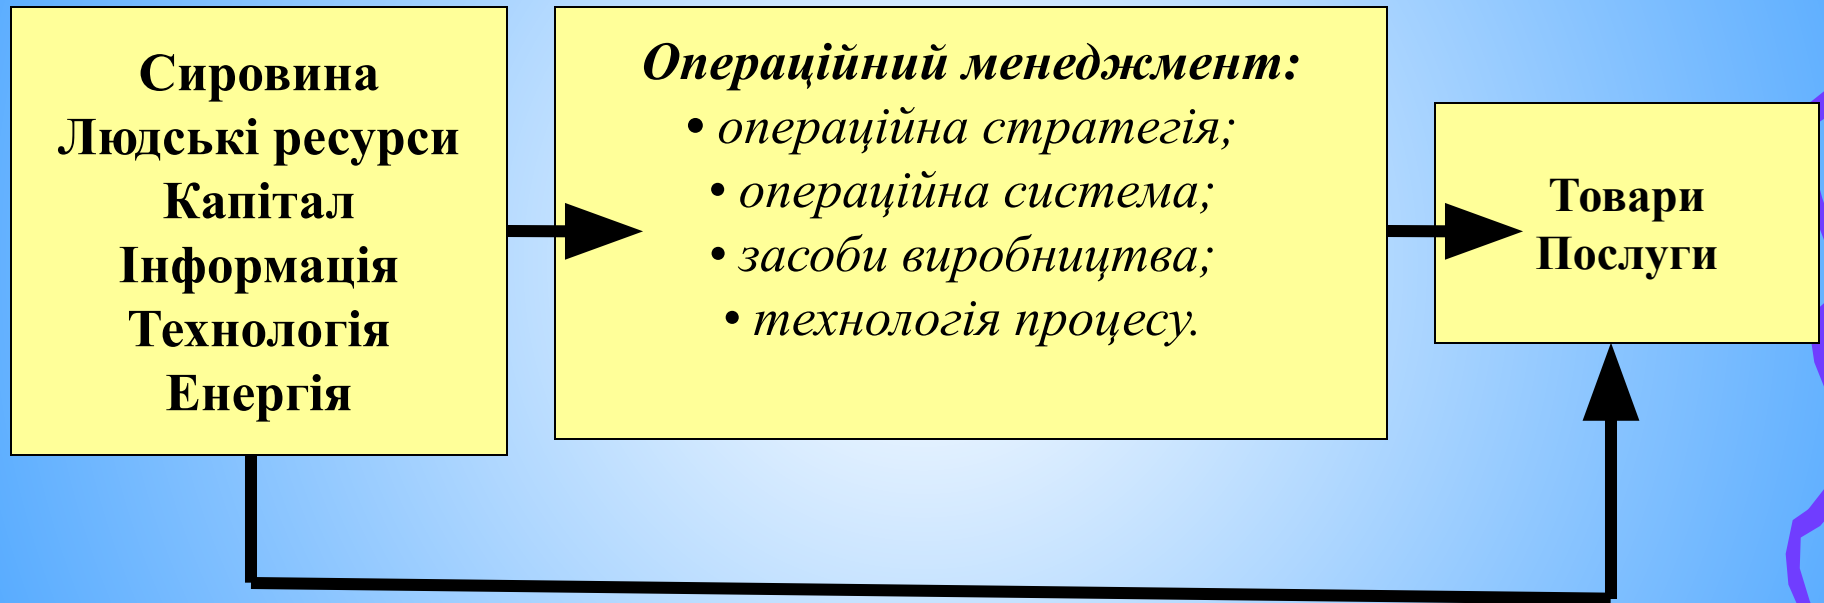 Сировина
Людські ресурси
Капітал
Інформація
Технологія
Енергія
Операційний менеджмент:
• операційна стратегія;
• операційна система;
• засоби виробництва;
• технологія процесу.
Товари
Послуги